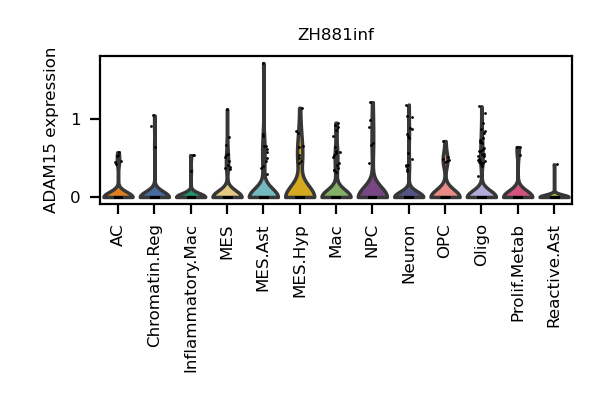 ZH881inf
ADAM15 expression
1
0
AC
Chromatin.Reg
Inflammatory.Mac
MES
MES.Ast
MES.Hyp
Mac
NPC
Neuron
OPC
Oligo
Prolif.Metab
Reactive.Ast